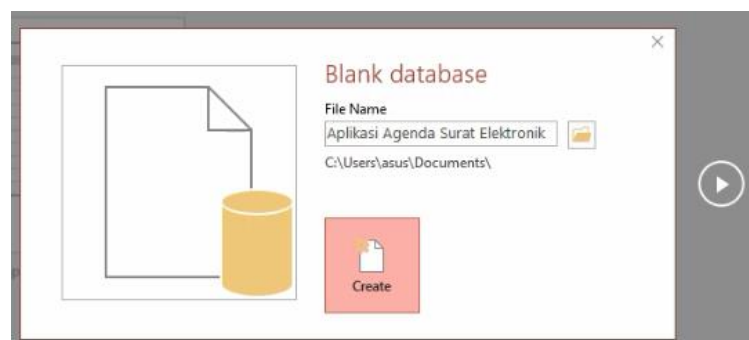 Blank database
File Name
Aplikasi Agenda Surat Elektronik
C:\Users\asus\Documents\
Create